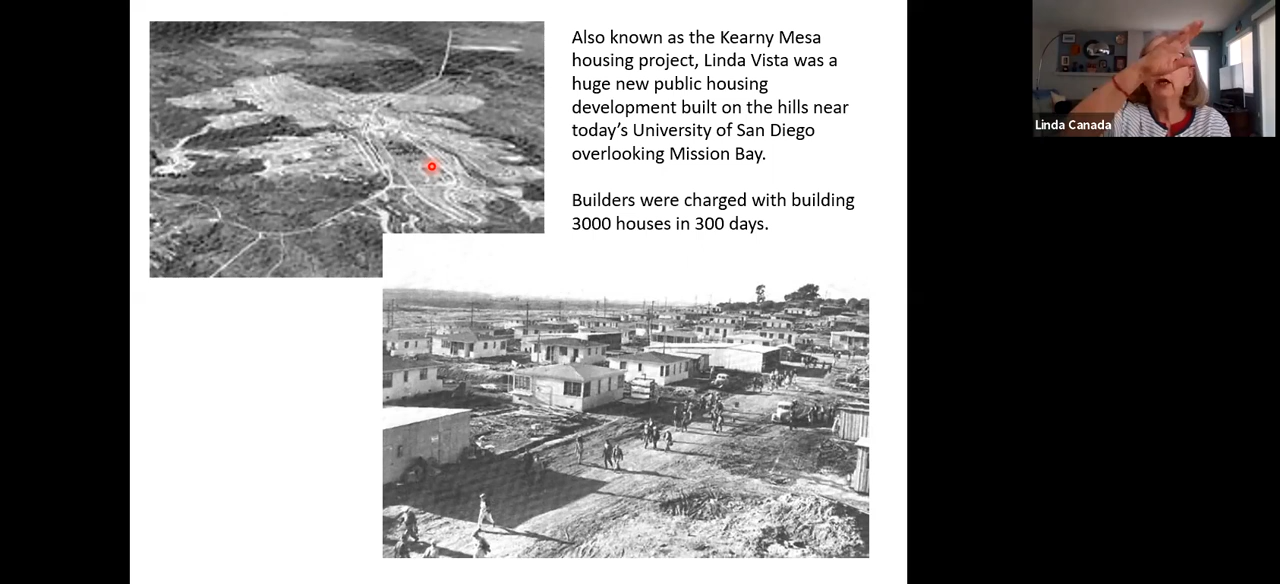 Also known as the Kearny Mesa
housing project, Linda Vista was a
huge new public housing
development built on the hills near
today’s University of San Diego
overlooking Mission Bay.
Builders were charged with building
3000 houses in 300 days.
Linda Canada